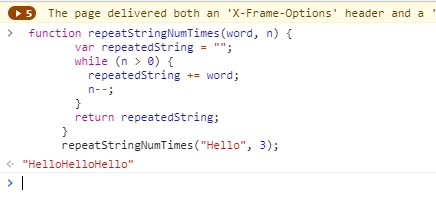 5 The page delivered both an 'X-Frame-Options' header and a '
> function repeatStringNumTimes(word, n) {
var repeatedString = "";
while (n > 0) {
repeatedString += word;
n--;
}
return repeatedString;
}
repeatStringNumTimes("Hello", 3);
"HelloHelloHello"
>